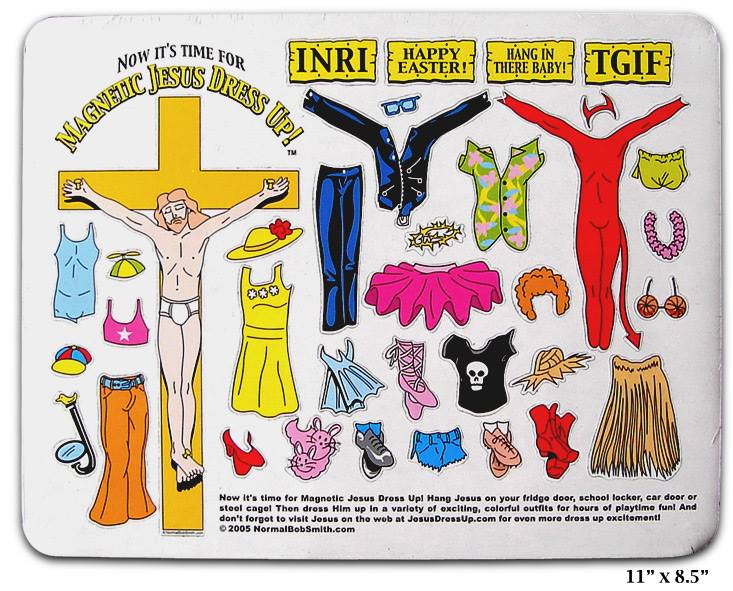 NOW IT'S TIME FOR
MAGNETIC JESUS DRESS UP!
TM
INRI
HAPPY
EASTER!
HANG IN
THERE BABY!
TGIF
Now it's time for Magnetic Jesus Dress Up! Hang Jesus on your fridge door, school locker, car door or
steel cage! Then dress Him up in a variety of exciting, colorful outfits for hours of playtime fun! And
don't forget to visit Jesus on the web at JesusDressUp.com for even more dress up excitement!
© 2005 NormalBobSmith.com
11" x 8.5"